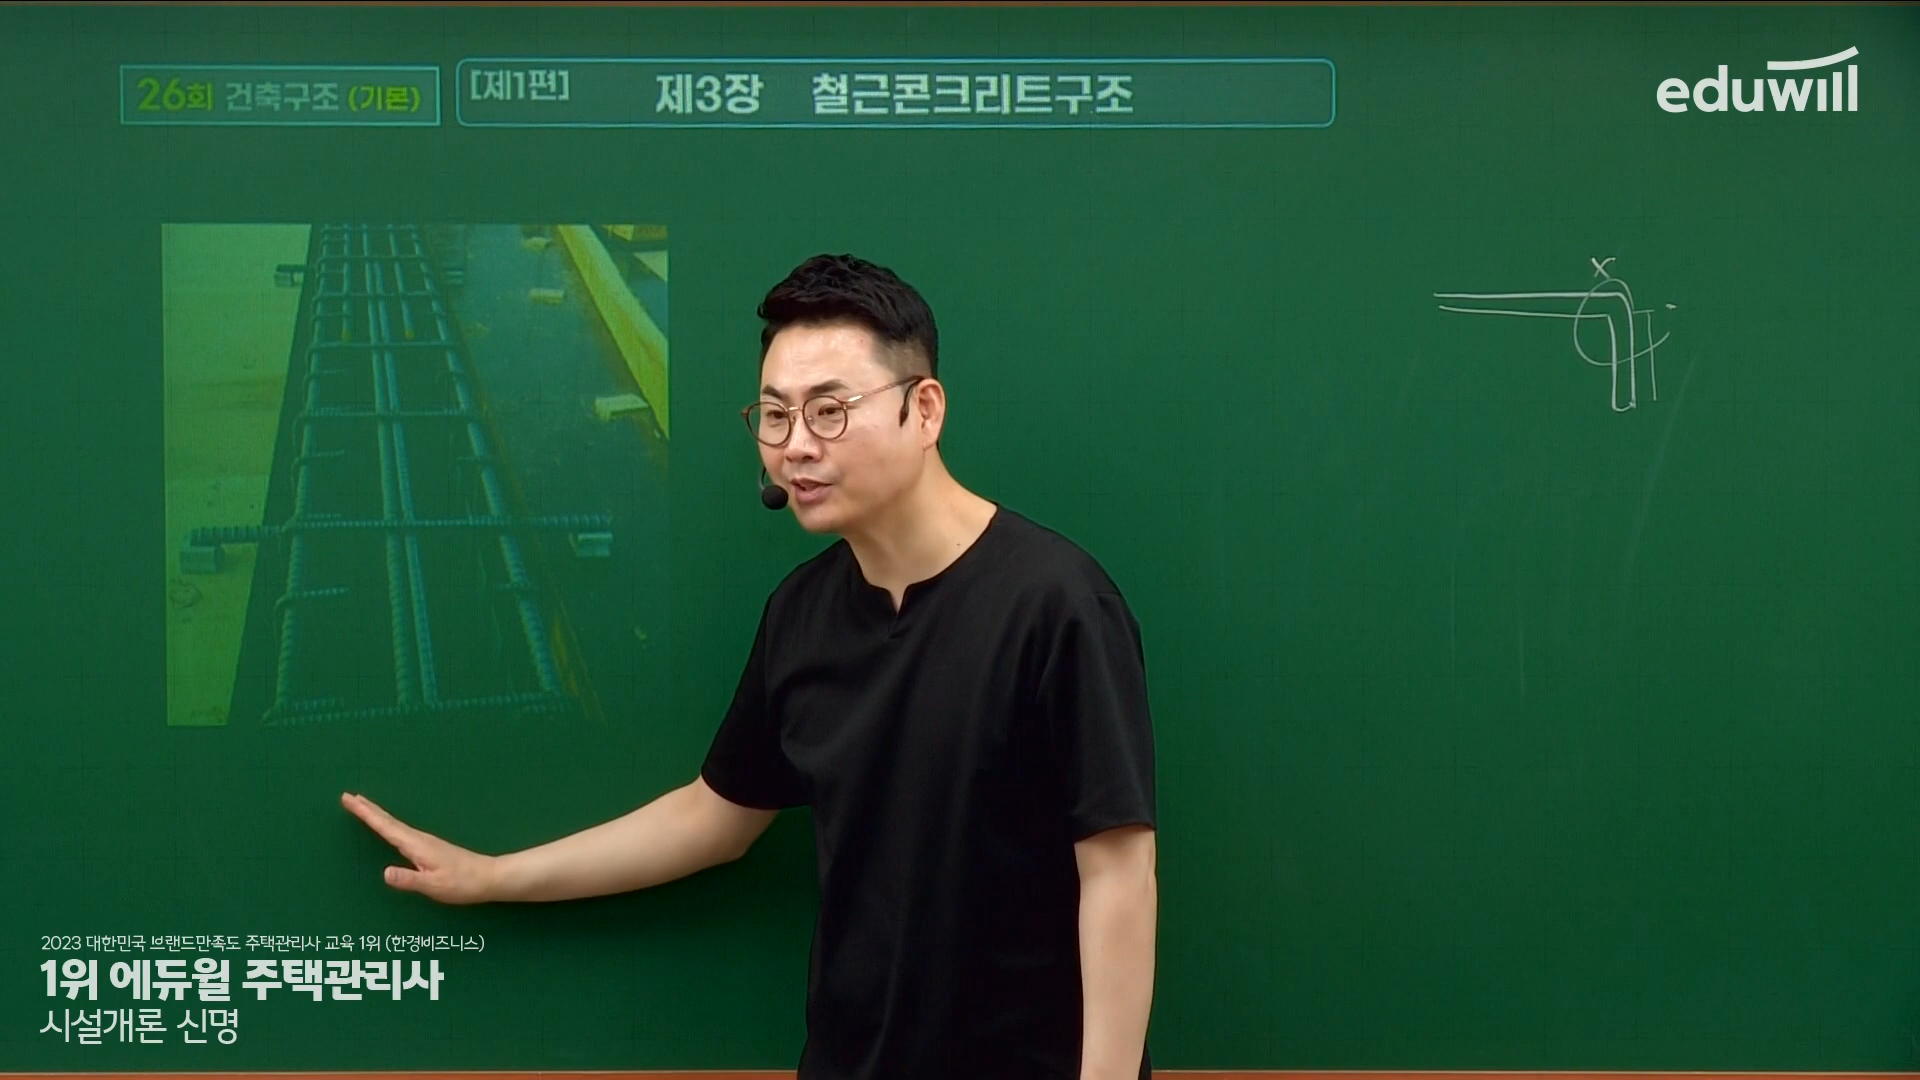 26회 건축구조 (기본)
[제1편] 제3장 철근콘크리트구조
eduwill
x
2023 대한민국 브랜드만족도 주택관리사 교육 1위 (한경비즈니스)
1위 에듀윌 주택관리사
시설개론 신명